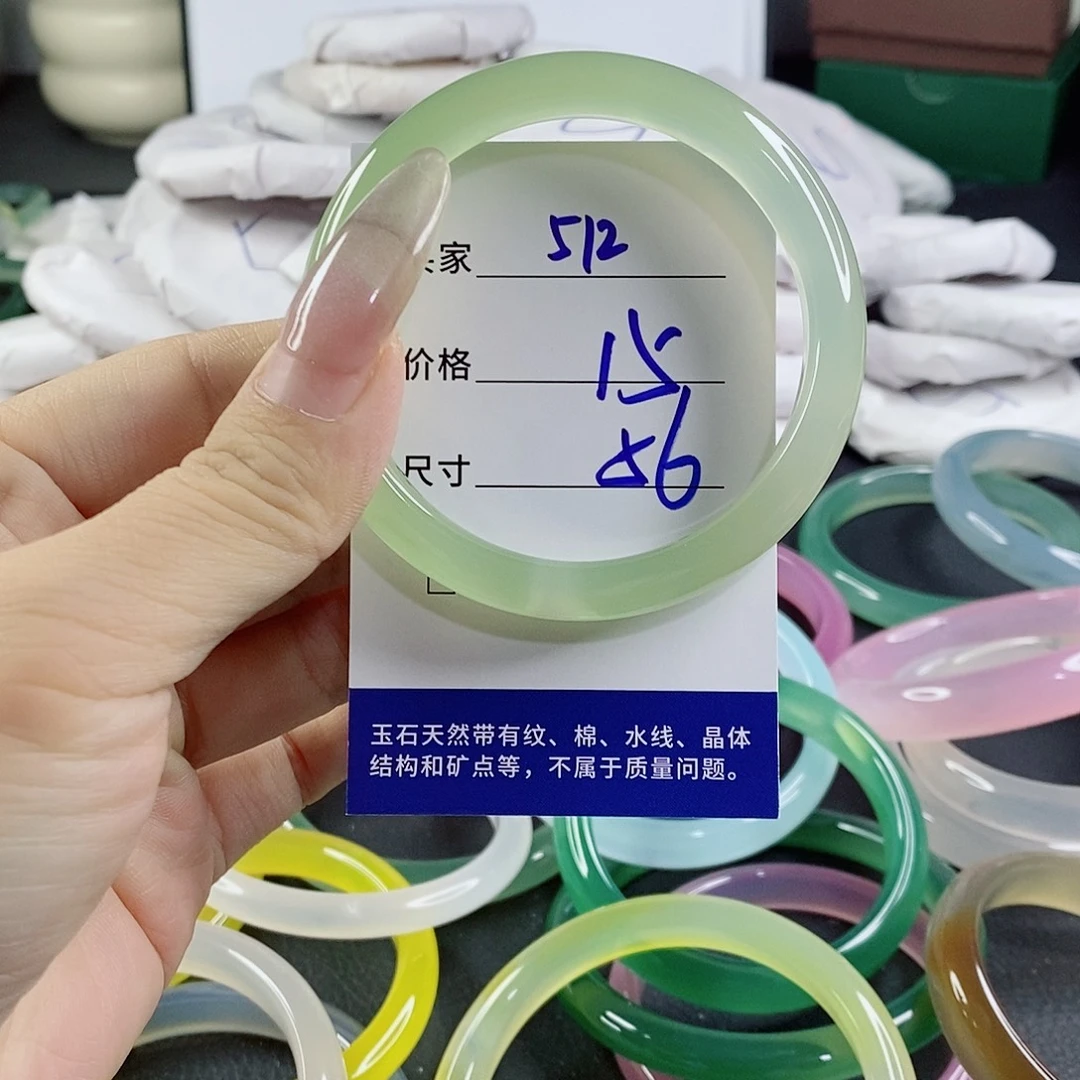 家 512
价格 15
尺寸 56
玉石天然带有纹、棉、水线、晶体
结构和矿点等，不属于质量问题。